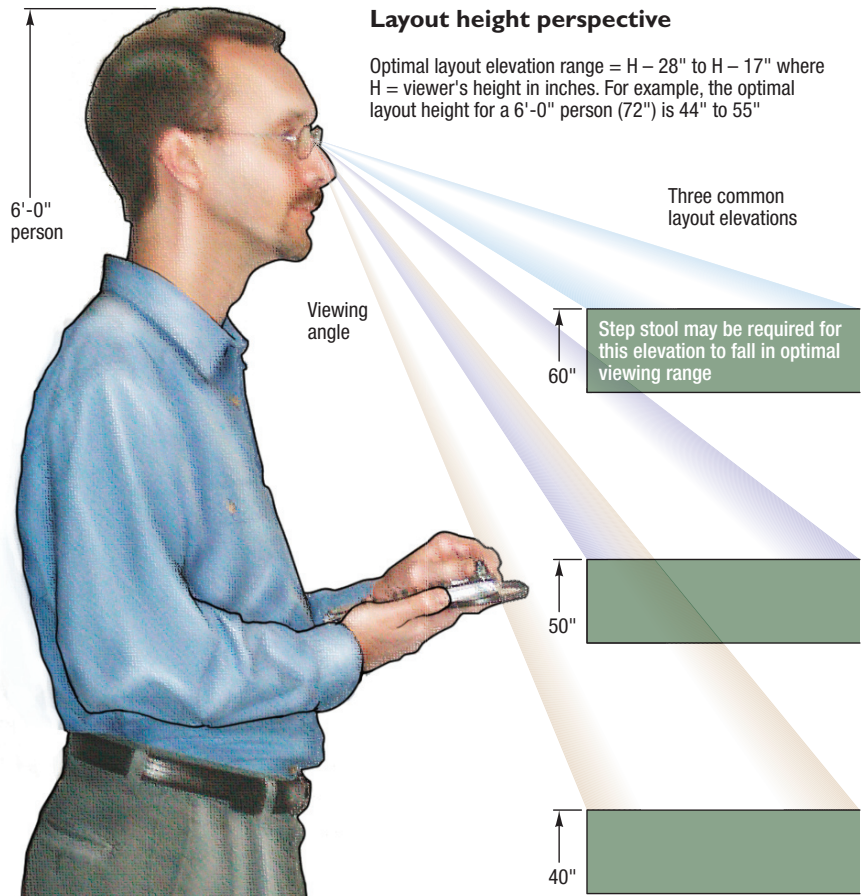 Layout height perspective
Optimal layout elevation range = H – 28" to H – 17" where
H = viewer's height in inches. For example, the optimal
layout height for a 6'-0" person (72") is 44" to 55"
6'-0"
person
Three common
layout elevations
Viewing
angle
60"
Step stool may be required for
this elevation to fall in optimal
viewing range
50"
40"